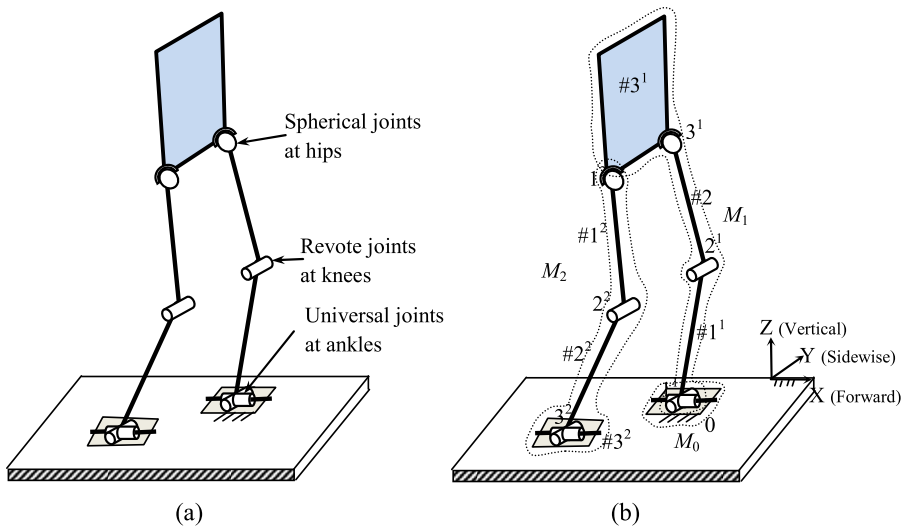 Spherical joints
at hips
Revote joints
at knees
Universal joints
at ankles
(a)
#3¹
3¹
1²
#2
M₁
#1²
2¹
M₂
2²
Z (Vertical)
Y (Sidewise)
#1¹
#2²
X (Forward)
3²
0
#3²
M₀
(b)